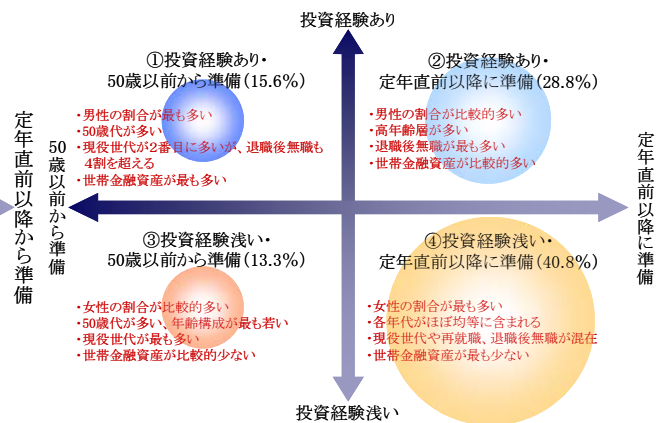 投資経験あり
①投資経験あり・
50歳以前から準備(15.6%)
・男性の割合が最も多い
・50歳代が多い
・現役世代が2番目に多いが、退職後無職も
4割を超える
・世帯金融資産が最も多い
②投資経験あり・
定年直前以降に準備(28.8%)
・男性の割合が比較的多い
・高年齢層が多い
・退職後無職が最も多い
・世帯金融資産が比較的多い
定年直前以降から準備
50歳以前から準備
定年直前以降に準備
③投資経験浅い・
50歳以前から準備(13.3%)
・女性の割合が比較的多い
・50歳代が多い、年齢構成が最も若い
・現役世代が最も多い
・世帯金融資産が比較的少ない
④投資経験浅い・
定年直前以降に準備(40.8%)
・女性の割合が最も多い
・各年代がほぼ均等に含まれる
・現役世代や再就職、退職後無職が混在
・世帯金融資産が最も少ない
投資経験浅い